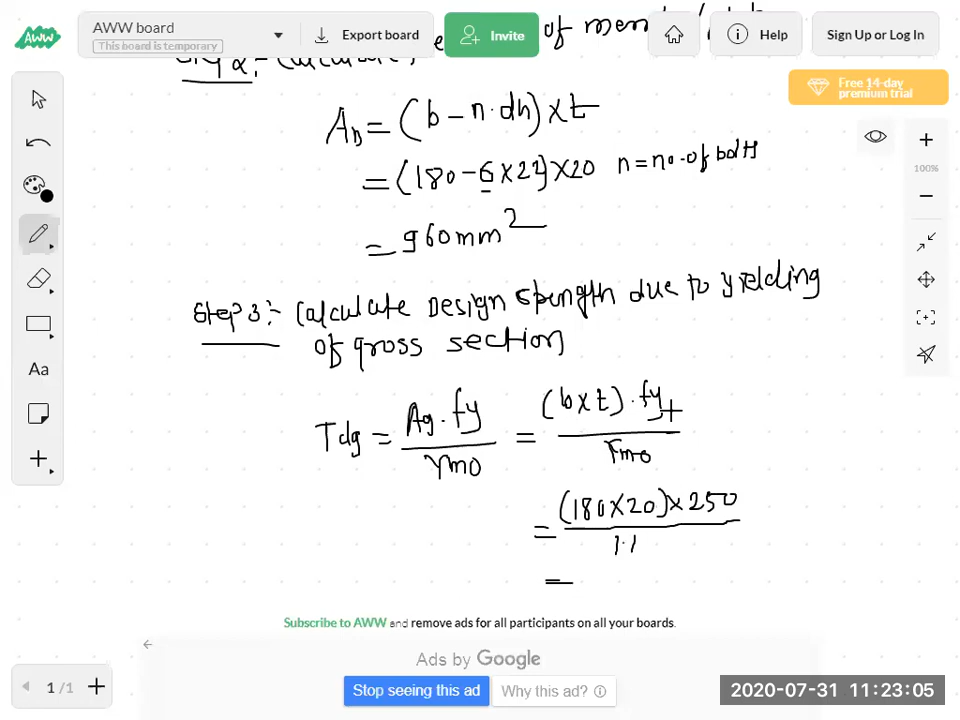 AWW
AWW board
This board is temporary
Export board
Invite
Help
Sign Up or Log In
Free 14-day
premium trial
100%
An = (b - n·dh) x t
= (180 - 6 x 22) x 20 n = no. of bolts
= 960 mm²
Step 3:- Calculate Design Strength due to yielding
of gross section
Tdg = Ag·fy / γm0 = (b x t)·fy / γm0
= (180 x 20) x 250 / 1.1
=
Aa
Subscribe to AWW and remove ads for all participants on all your boards.
Ads by Google
Stop seeing this ad
Why this ad?
1 /1
2020-07-31 11:23:05